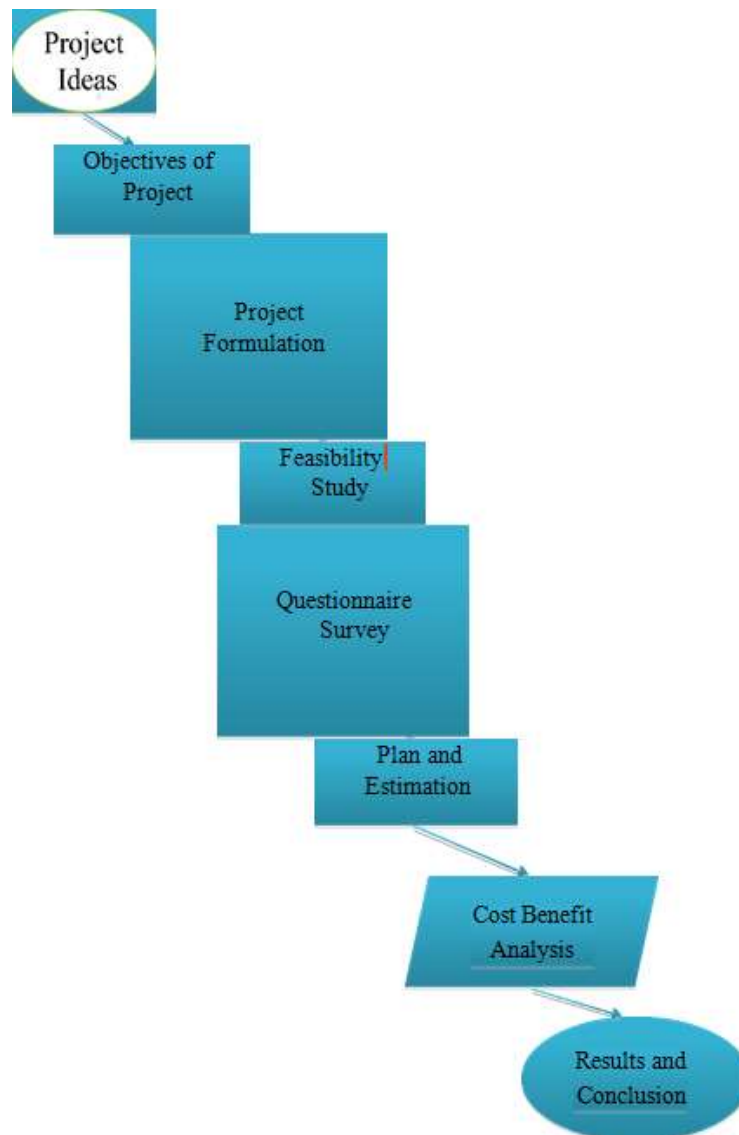 Project
Ideas
Objectives of
Project
Project
Formulation
Feasibility
Study
Questionnaire
Survey
Plan and
Estimation
Cost Benefit
Analysis
Results and
Conclusion